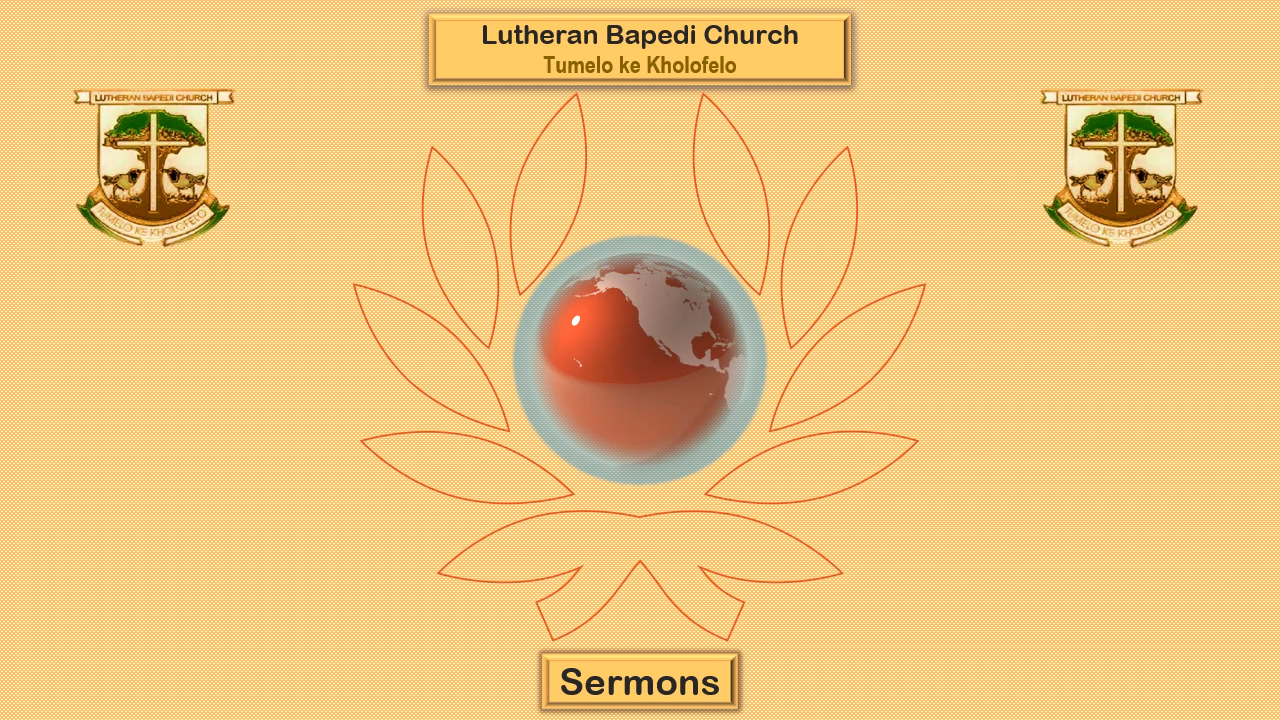 Lutheran Bapedi Church
Tumelo ke Kholofelo
LUTHERAN BAPEDI CHURCH
TUMELO KE KHOLOFELO
LUTHERAN BAPEDI CHURCH
TUMELO KE KHOLOFELO
Sermons